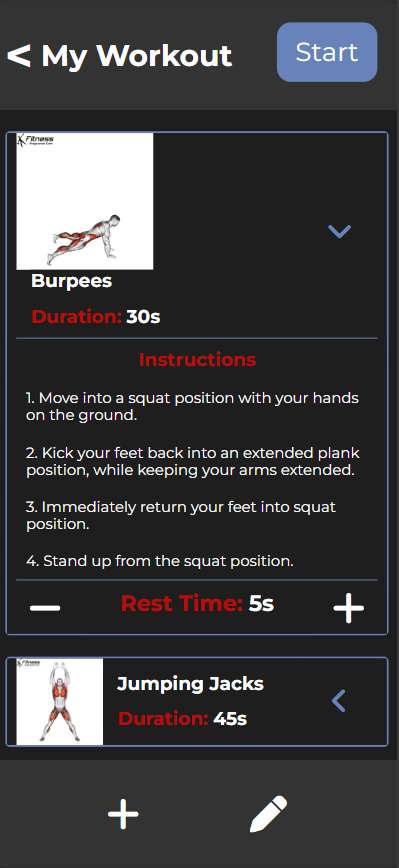 < My Workout
Start
Fitness
Burpees
Duration: 30s
Instructions
1. Move into a squat position with your hands
on the ground.
2. Kick your feet back into an extended plank
position, while keeping your arms extended.
3. Immediately return your feet into squat
position.
4. Stand up from the squat position.
Rest Time: 5s
Fitness
Jumping Jacks
Duration: 45s